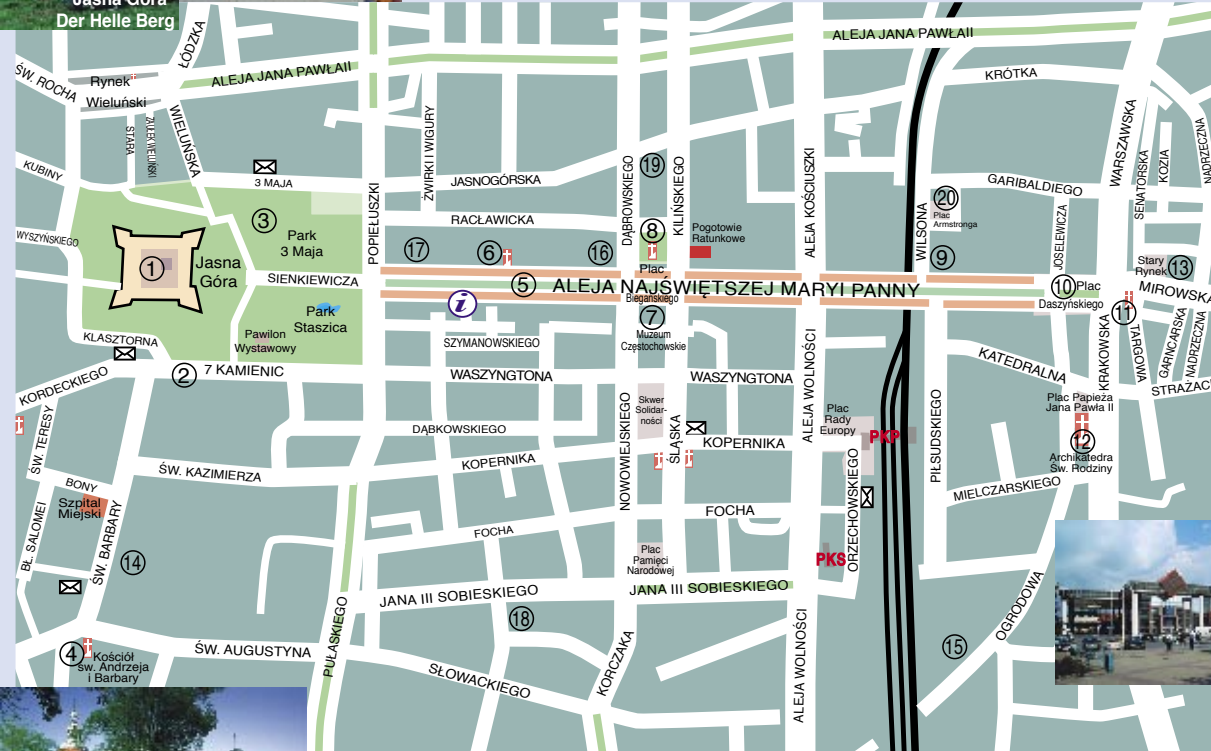 Jasna Góra
Der Helle Berg
ŁÓDZKA
ALEJA JANA PAWŁAII
ŚW. ROCHA
Rynek
Wieluński
ALEJA JANA PAWŁAII
KRÓTKA
STARA
ZAUŁEK WIELUŃSKI
WIELUŃSKA
ŻWIRKI I WIGURY
WARSZAWSKA
NADRZECZNA
KUBINY
3 MAJA
JASNOGÓRSKA
DĄBROWSKIEGO
19
KILIŃSKIEGO
ALEJA KOŚCIUSZKI
GARIBALDIEGO
SENATORSKA
KOZIA
POPIEŁUSZKI
RACŁAWICKA
20
Plac
Armstronga
WILSONA
JOSELEWICZA
WYSZYŃSKIEGO
3
Park
3 Maja
17
6
16
8
Pogotowie
Ratunkowe
9
Stary
Rynek
13
1
Jasna
Góra
SIENKIEWICZA
Plac
5
ALEJA NAJŚWIĘTSZEJ MARYI PANNY
Biegańskiego
10
Plac
Daszyńskiego
MIROWSKA
i
Park
Staszica
7
Muzeum
Częstochowskie
11
KLASZTORNA
Pawilon
Wystawowy
SZYMANOWSKIEGO
KATEDRALNA
KRAKOWSKA
TARGOWA
GARNCARSKA
NADRZECZNA
KORDECKIEGO
2
7 KAMIENIC
WASZYNGTONA
WASZYNGTONA
ALEJA WOLNOŚCI
STRAŻACK
Skwer
Solidar-
ności
Plac
Rady
Europy
PIŁSUDSKIEGO
Plac Papieża
Jana Pawła II
ŚW. TERESY
DĄBKOWSKIEGO
NOWOWIEJSKIEGO
ŚLĄSKA
KOPERNIKA
PKP
12
Archikatedra
Św. Rodziny
ŚW. KAZIMIERZA
KOPERNIKA
ORZECHOWSKIEGO
MIELCZARSKIEGO
BONY
Szpital
Miejski
FOCHA
FOCHA
BŁ. SALOMEI
ŚW. BARBARY
14
Plac
Pamięci
Narodowej
PKS
JANA III SOBIESKIEGO
JANA III SOBIESKIEGO
PUŁASKIEGO
18
OGRODOWA
15
4
Kościół
św. Andrzeja
i Barbary
ŚW. AUGUSTYNA
SŁOWACKIEGO
KORCZAKA
ALEJA WOLNOŚCI